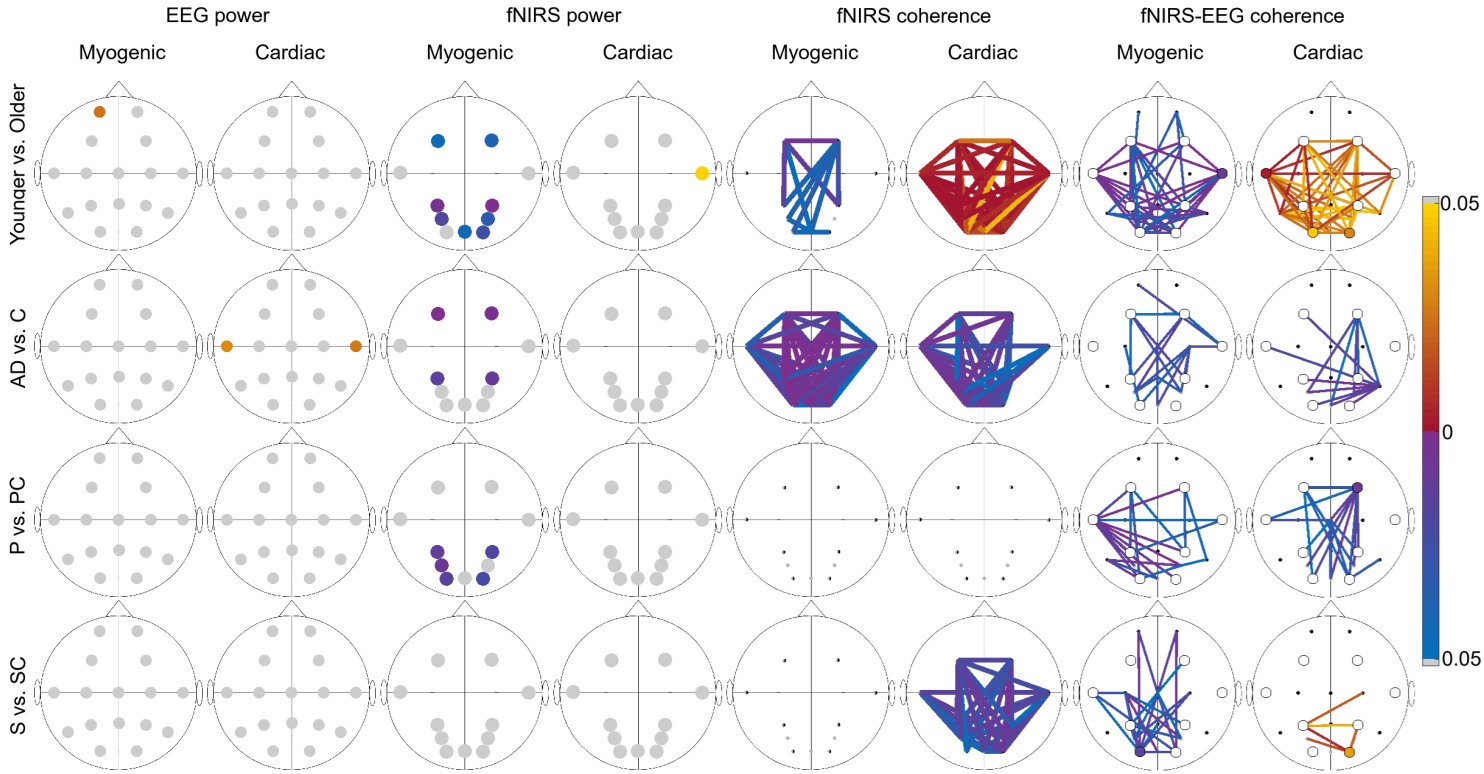 EEG power fNIRS power fNIRS coherence fNIRS-EEG coherence
Myogenic Cardiac Myogenic Cardiac Myogenic Cardiac Myogenic Cardiac
Younder vs. Older
AD vs. C
P vs. PC
S vs. SC
0.05
0
0.05